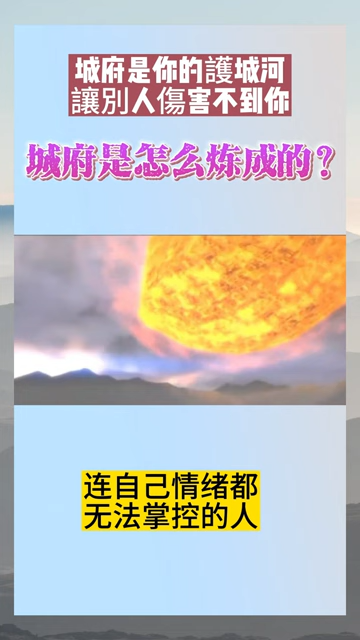 城府是你的護城河
讓別人傷害不到你
城府是怎么炼成的?
连自己情绪都
无法掌控的人